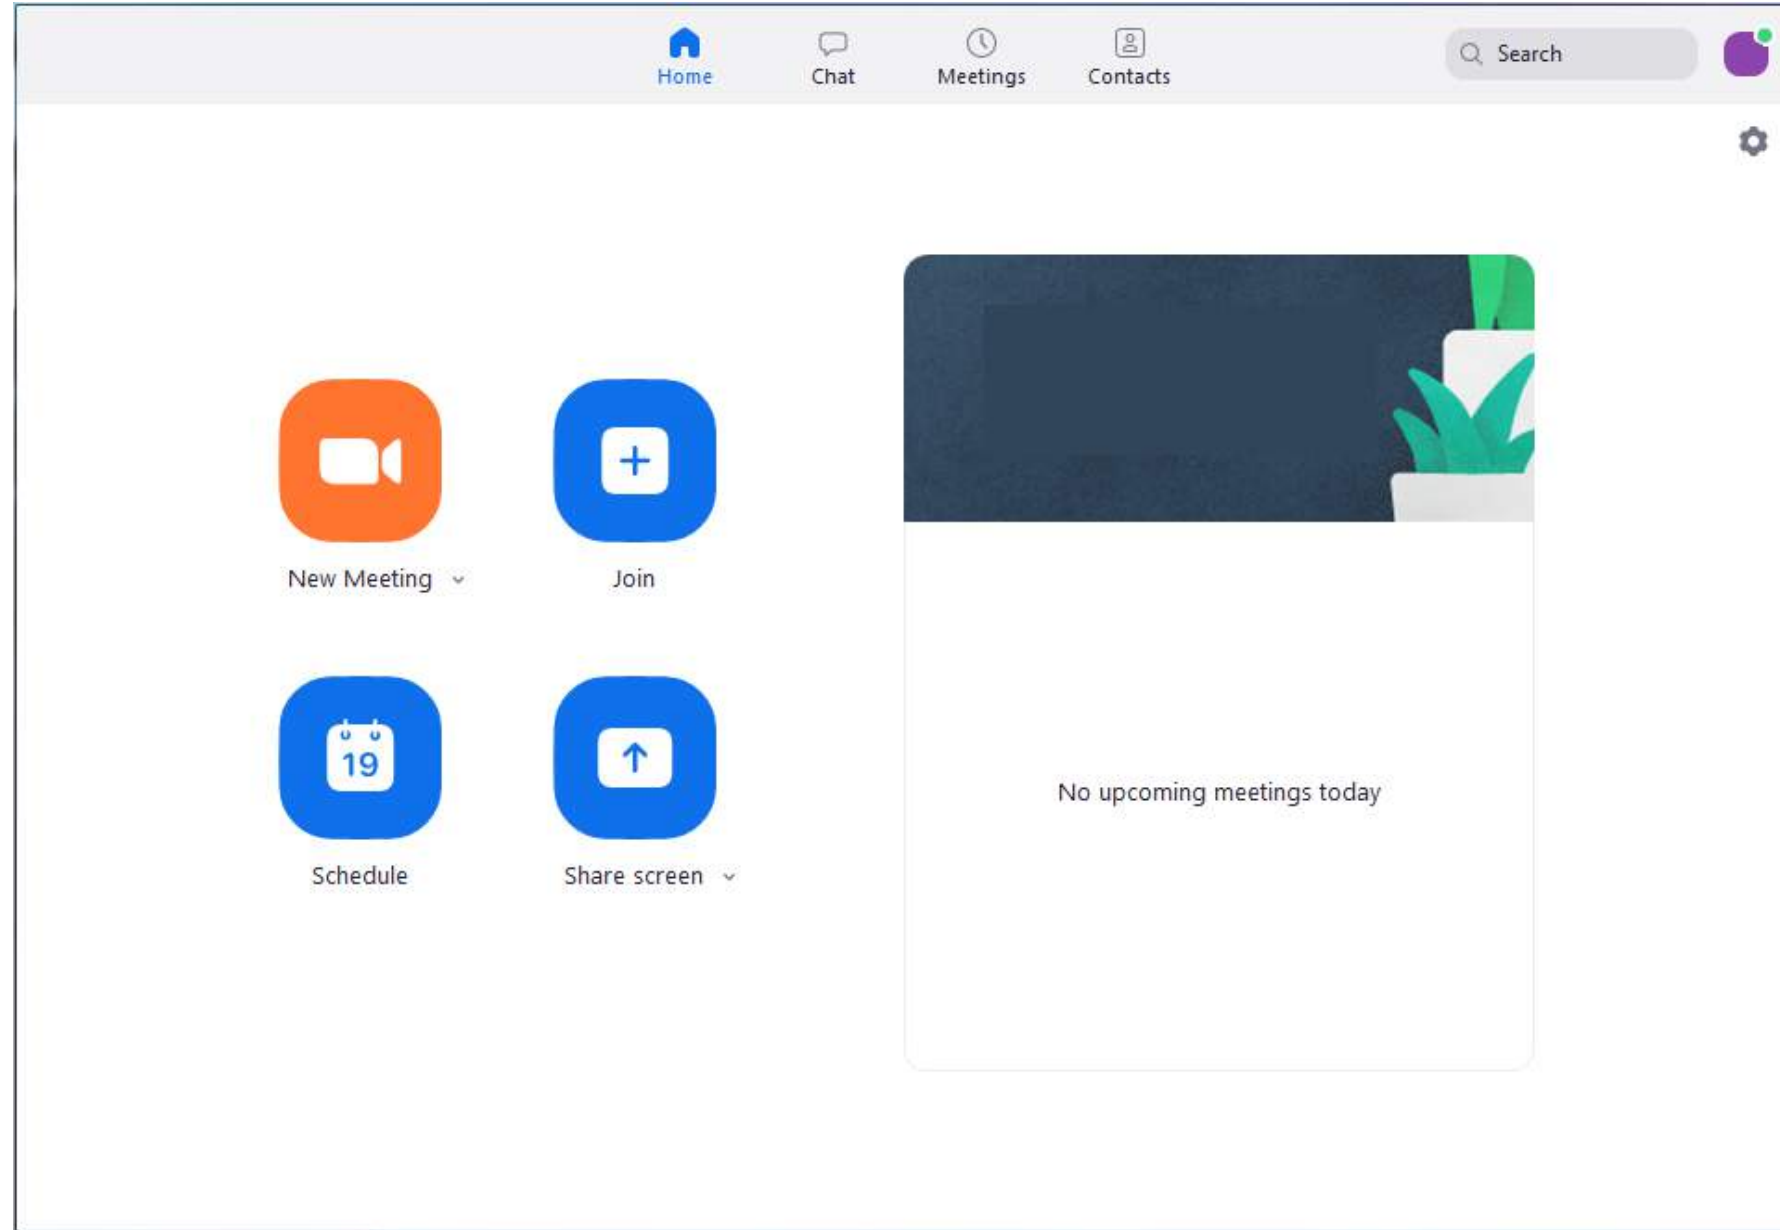 Home
Chat
Meetings
Contacts
Search
New Meeting
Join
19
Schedule
Share screen
No upcoming meetings today